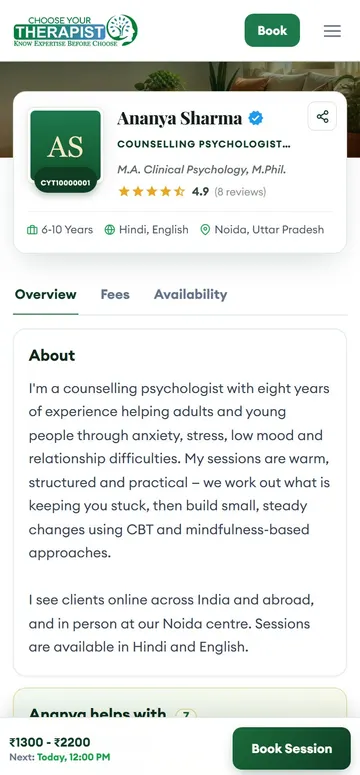 CHOOSE YOUR
THERAPIST
KNOW EXPERTISE BEFORE CHOOSE
Book
AS
CYT10000001
Ananya Sharma
COUNSELLING PSYCHOLOGIST...
M.A. Clinical Psychology, M.Phil.
4.9 (8 reviews)
6-10 Years Hindi, English Noida, Uttar Pradesh
Overview Fees Availability
About
I'm a counselling psychologist with eight years
of experience helping adults and young
people through anxiety, stress, low mood and
relationship difficulties. My sessions are warm,
structured and practical – we work out what is
keeping you stuck, then build small, steady
changes using CBT and mindfulness-based
approaches.
I see clients online across India and abroad,
and in person at our Noida centre. Sessions
are available in Hindi and English.
Ananya helps with 7
₹1300 - ₹2200
Next: Today, 12:00 PM
Book Session